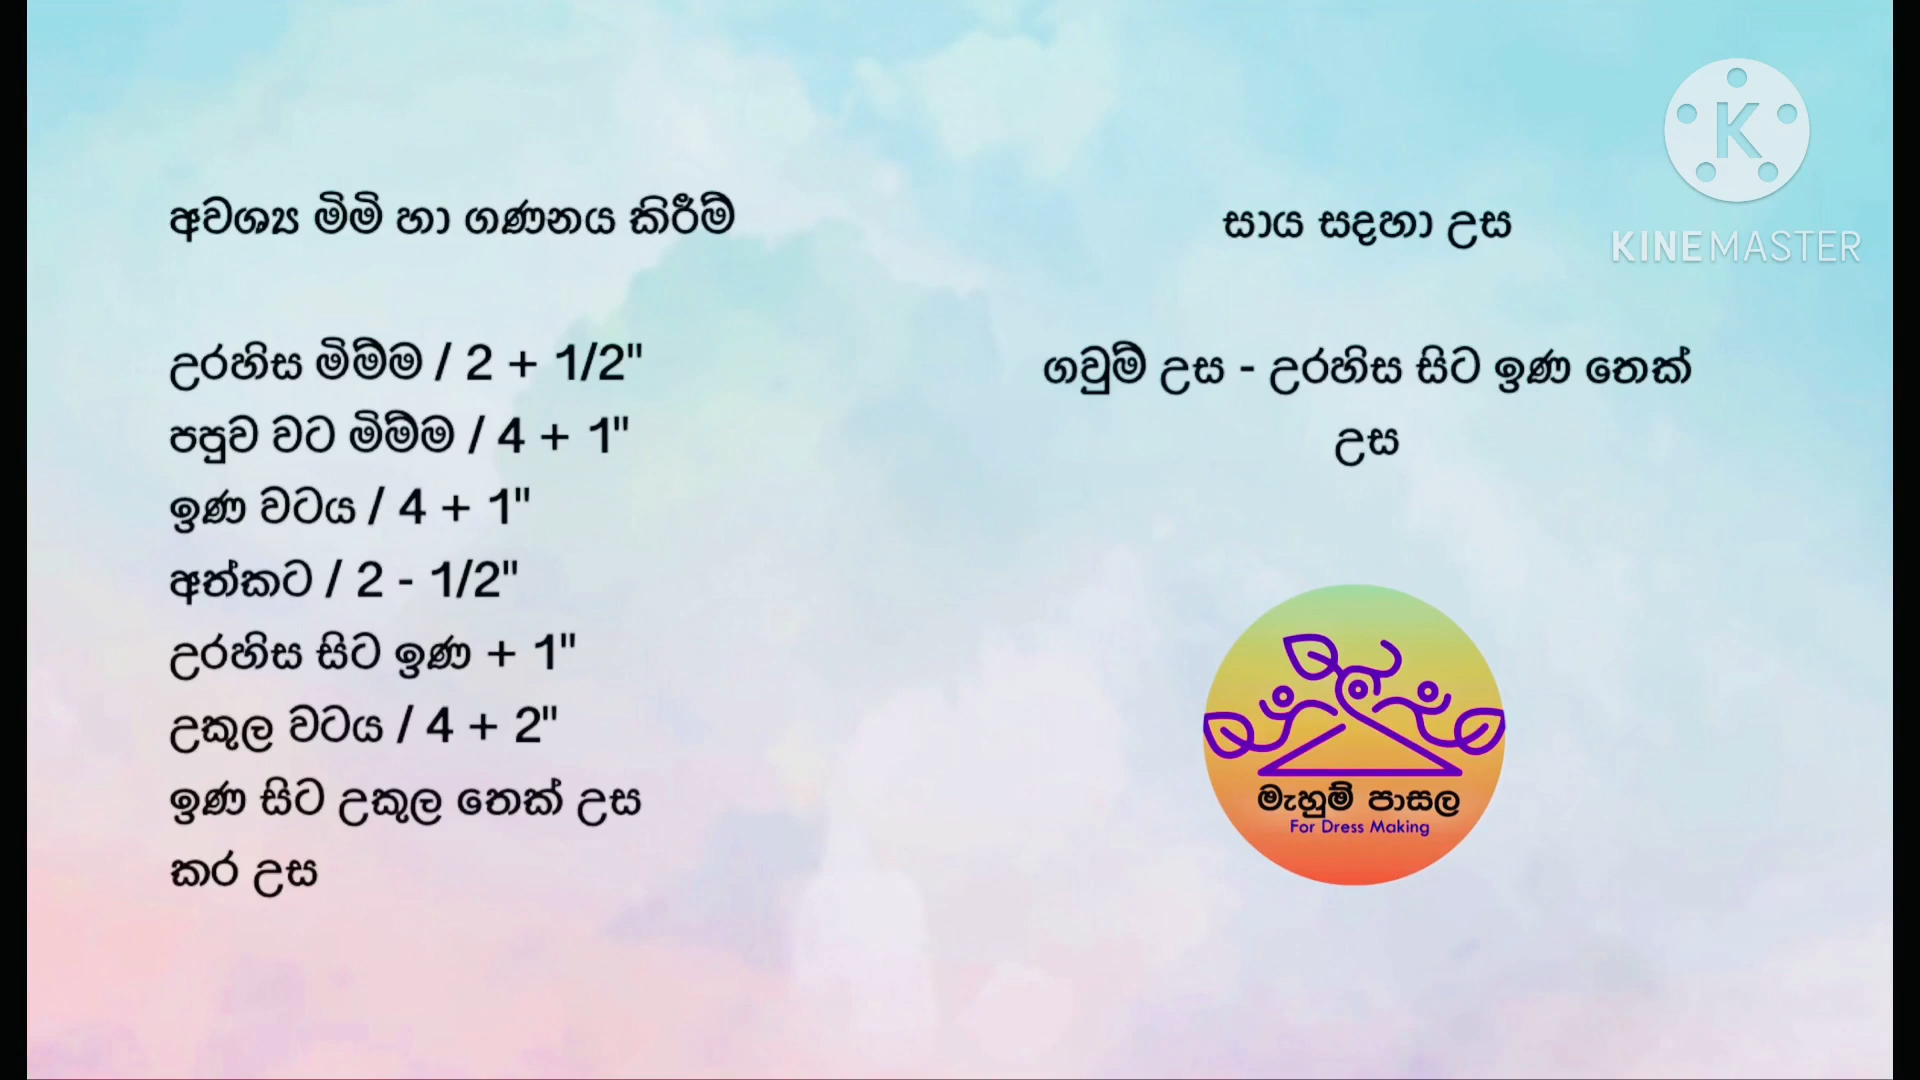 අවශ්‍ය මිමි හා ගණනය කිරීම්
උරහිස මිම්ම / 2 + 1/2"
පපුව වට මිම්ම / 4 + 1"
ඉණ වටය / 4 + 1"
අත්කට / 2 - 1/2"
උරහිස සිට ඉණ + 1"
උකුල වටය / 4 + 2"
ඉණ සිට උකුල තෙක් උස
කර උස
සාය සදහා උස
ගවුම් උස - උරහිස සිට ඉණ තෙක්
උස
K
KINEMASTER
මැහුම් පාසල
For Dress Making